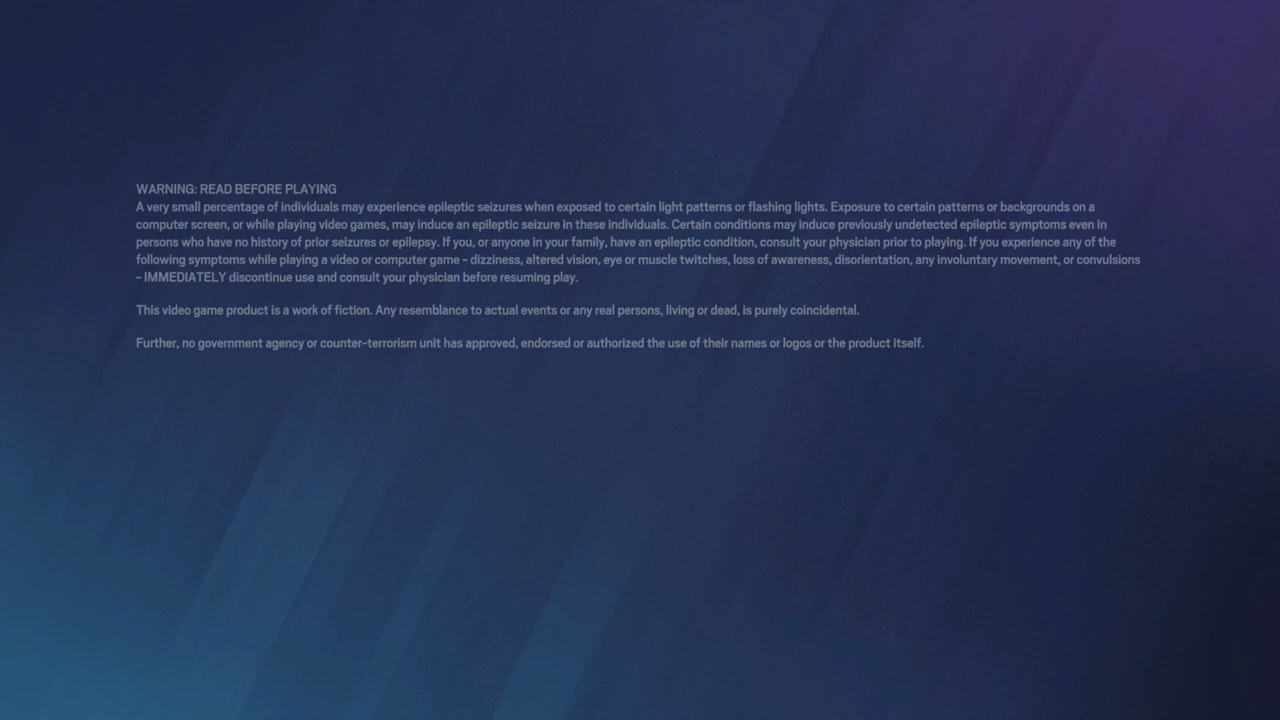 WARNING: READ BEFORE PLAYING
A very small percentage of individuals may experience epileptic seizures when exposed to certain light patterns or flashing lights. Exposure to certain patterns or backgrounds on a
computer screen, or while playing video games, may induce an epileptic seizure in these individuals. Certain conditions may induce previously undetected epileptic symptoms even in
persons who have no history of prior seizures or epilepsy. If you, or anyone in your family, have an epileptic condition, consult your physician prior to playing. If you experience any of the
following symptoms while playing a video or computer game - dizziness, altered vision, eye or muscle twitches, loss of awareness, disorientation, any involuntary movement, or convulsions
- IMMEDIATELY discontinue use and consult your physician before resuming play.
This video game product is a work of fiction. Any resemblance to actual events or any real persons, living or dead, is purely coincidental.
Further, no government agency or counter-terrorism unit has approved, endorsed or authorized the use of their names or logos or the product itself.